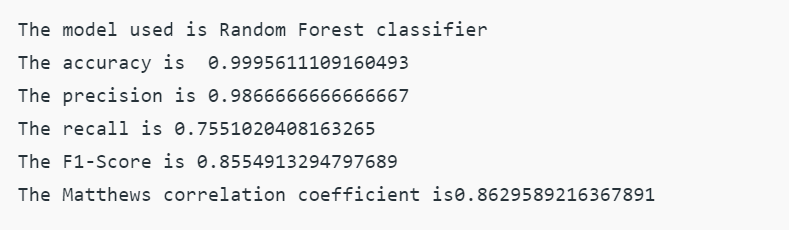 The model used is Random Forest classifier
The accuracy is  0.9995611109160493
The precision is 0.9866666666666667
The recall is 0.7551020408163265
The F1-Score is 0.8554913294797689
The Matthews correlation coefficient is0.8629589216367891